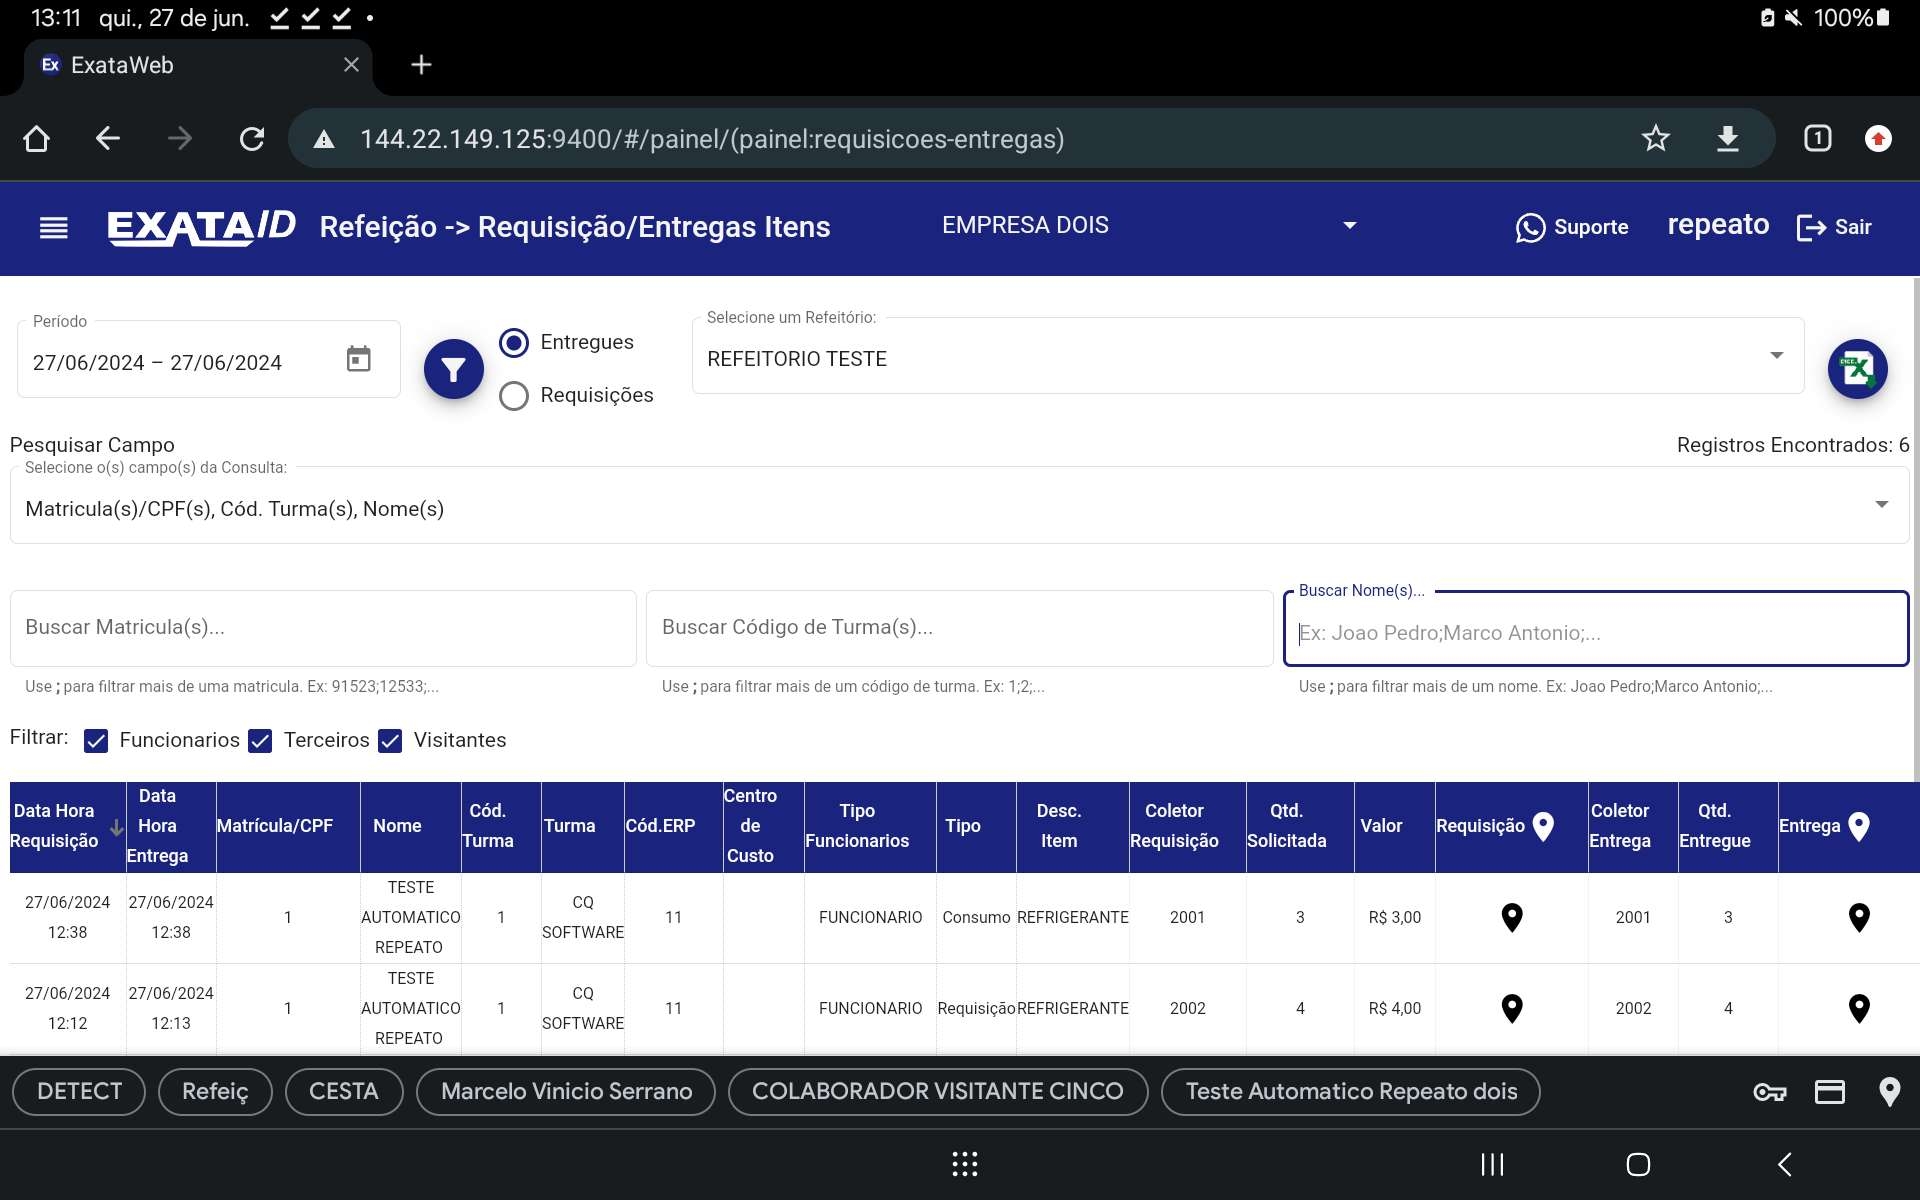 13:11 qui., 27 de jun. 100%
Ex ExataWeb
144.22.149.125:9400/#/painel/(painel:requisicoes-entregas) 1
EXATAID Refeição -> Requisição/Entregas Itens EMPRESA DOIS Suporte repeato Sair
Período
27/06/2024 – 27/06/2024
Entregues
Requisições
Selecione um Refeitório:
REFEITORIO TESTE
Pesquisar Campo Registros Encontrados: 6
Selecione o(s) campo(s) da Consulta:
Matricula(s)/CPF(s), Cód. Turma(s), Nome(s)
Buscar Matricula(s)...
Use ; para filtrar mais de uma matricula. Ex: 91523;12533;...
Buscar Código de Turma(s)...
Use ; para filtrar mais de um código de turma. Ex: 1;2;...
Buscar Nome(s)...
Ex: Joao Pedro;Marco Antonio;...
Use ; para filtrar mais de um nome. Ex: Joao Pedro;Marco Antonio;...
Filtrar: Funcionarios Terceiros Visitantes
Data Hora Requisição Data Hora Entrega Matrícula/CPF Nome Cód. Turma Turma Cód.ERP Centro de Custo Tipo Funcionarios Tipo Desc. Item Coletor Requisição Qtd. Solicitada Valor Requisição Coletor Entrega Qtd. Entregue Entrega
27/06/2024 12:38 27/06/2024 12:38 1 TESTE AUTOMATICO REPEATO 1 CQ SOFTWARE 11 FUNCIONARIO Consumo REFRIGERANTE 2001 3 R$ 3,00 2001 3
27/06/2024 12:12 27/06/2024 12:13 1 TESTE AUTOMATICO REPEATO 1 CQ SOFTWARE 11 FUNCIONARIO Requisição REFRIGERANTE 2002 4 R$ 4,00 2002 4
DETECT Refeiç CESTA Marcelo Vinicio Serrano COLABORADOR VISITANTE CINCO Teste Automatico Repeato dois